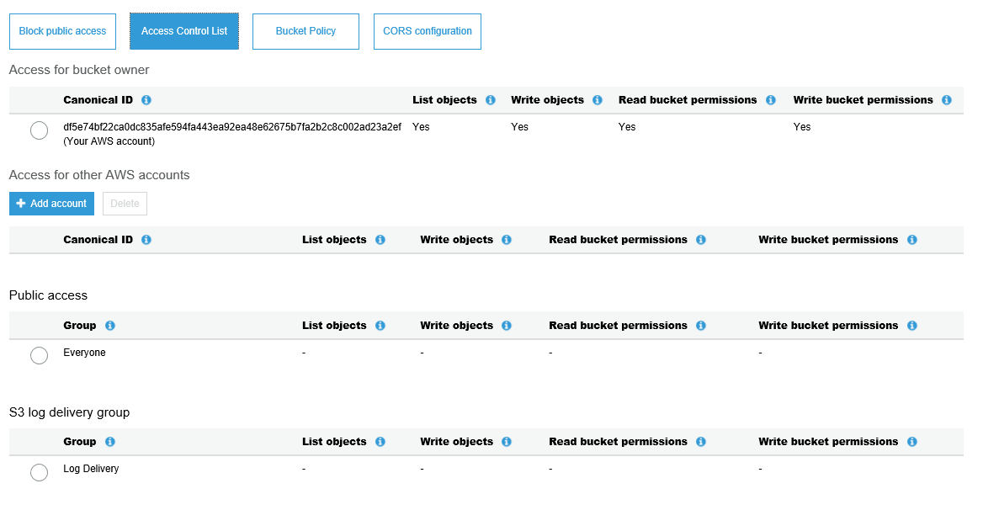 Block public access Access Control List Bucket Policy CORS configuration
Access for bucket owner
Canonical ID List objects Write objects Read bucket permissions Write bucket permissions
df5e74bf22ca0dc835afe594fa443ea92ea48e62675b7fa2b2c8c002ad23a2ef Yes Yes Yes Yes
(Your AWS account)
Access for other AWS accounts
+ Add account Delete
Canonical ID List objects Write objects Read bucket permissions Write bucket permissions
Public access
Group List objects Write objects Read bucket permissions Write bucket permissions
Everyone - - - -
S3 log delivery group
Group List objects Write objects Read bucket permissions Write bucket permissions
Log Delivery - - - -